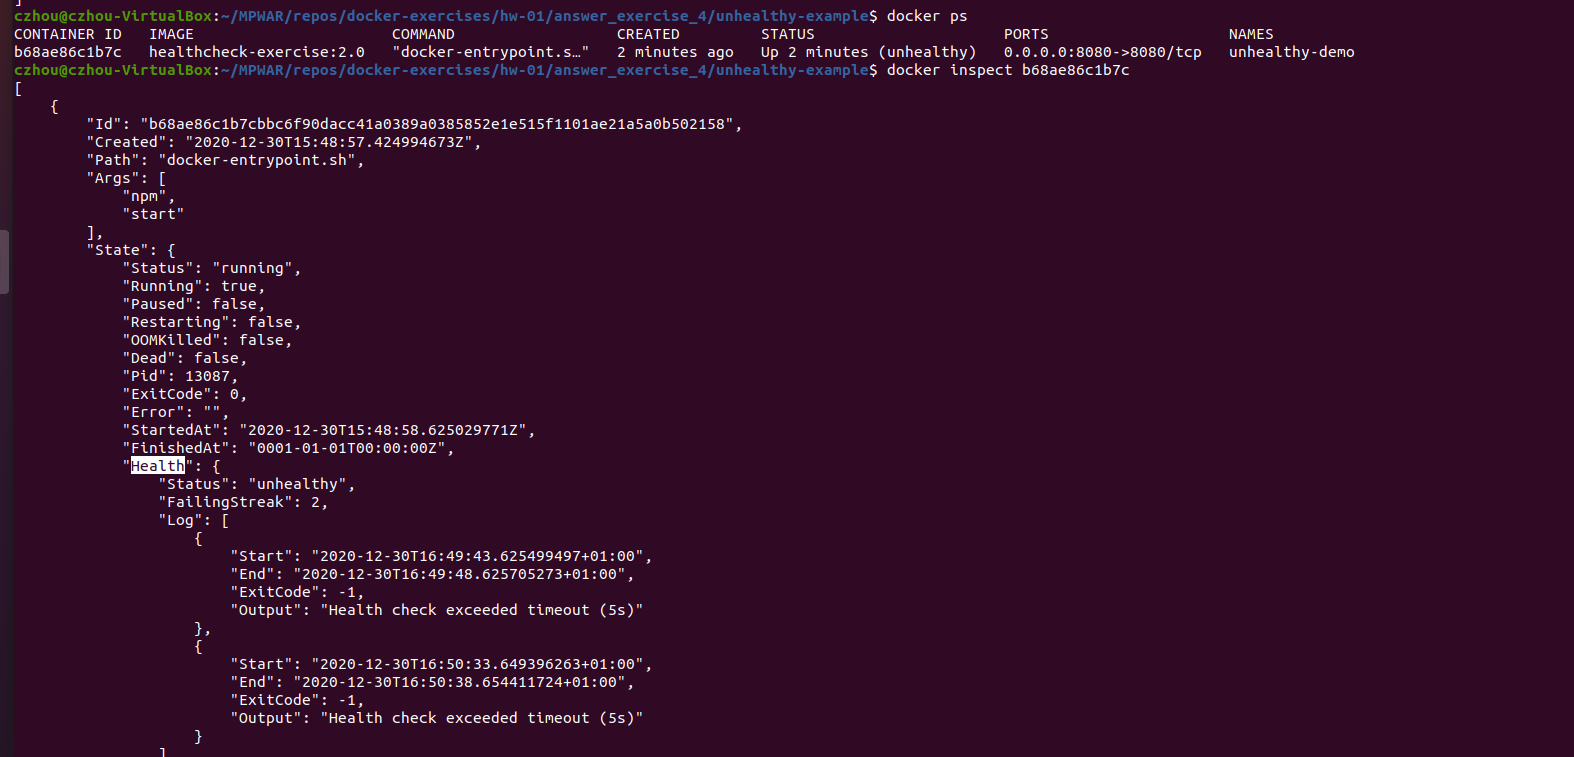 ]
czhou@czhou-VirtualBox:~/MPWAR/repos/docker-exercises/hw-01/answer_exercise_4/unhealthy-example$ docker ps
CONTAINER ID   IMAGE                      COMMAND                  CREATED         STATUS                     PORTS                    NAMES
b68ae86c1b7c   healthcheck-exercise:2.0   "docker-entrypoint.s…"   2 minutes ago   Up 2 minutes (unhealthy)   0.0.0.0:8080->8080/tcp   unhealthy-demo
czhou@czhou-VirtualBox:~/MPWAR/repos/docker-exercises/hw-01/answer_exercise_4/unhealthy-example$ docker inspect b68ae86c1b7c
[
    {
        "Id": "b68ae86c1b7cbbc6f90dacc41a0389a0385852e1e515f1101ae21a5a0b502158",
        "Created": "2020-12-30T15:48:57.424994673Z",
        "Path": "docker-entrypoint.sh",
        "Args": [
            "npm",
            "start"
        ],
        "State": {
            "Status": "running",
            "Running": true,
            "Paused": false,
            "Restarting": false,
            "OOMKilled": false,
            "Dead": false,
            "Pid": 13087,
            "ExitCode": 0,
            "Error": "",
            "StartedAt": "2020-12-30T15:48:58.625029771Z",
            "FinishedAt": "0001-01-01T00:00:00Z",
            "Health": {
                "Status": "unhealthy",
                "FailingStreak": 2,
                "Log": [
                    {
                        "Start": "2020-12-30T16:49:43.625499497+01:00",
                        "End": "2020-12-30T16:49:48.625705273+01:00",
                        "ExitCode": -1,
                        "Output": "Health check exceeded timeout (5s)"
                    },
                    {
                        "Start": "2020-12-30T16:50:33.649396263+01:00",
                        "End": "2020-12-30T16:50:38.654411724+01:00",
                        "ExitCode": -1,
                        "Output": "Health check exceeded timeout (5s)"
                    }
                ]